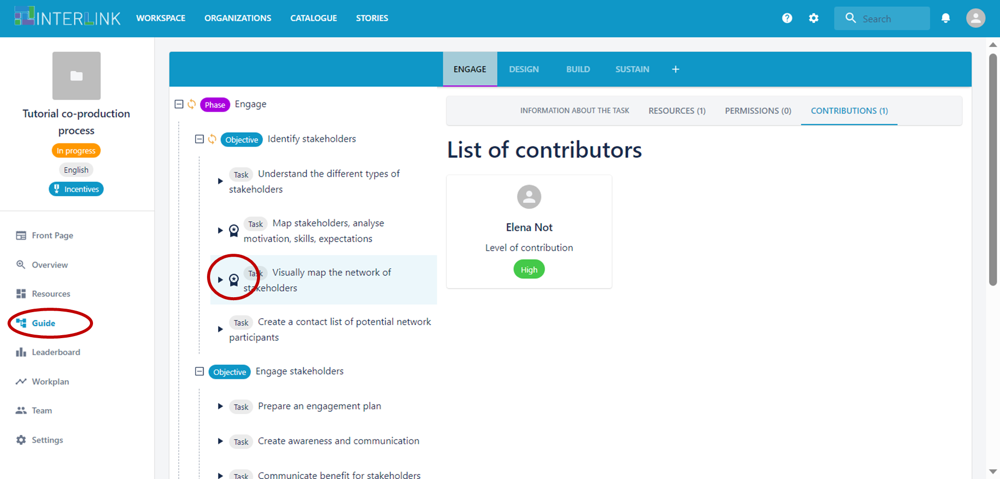 INTERLINK WORKSPACE ORGANIZATIONS CATALOGUE STORIES Search
Tutorial co-production
process
In progress
English
Incentives
Front Page
Overview
Resources
Guide
Leaderboard
Workplan
Team
Settings
ENGAGE DESIGN BUILD SUSTAIN +
Phase Engage
Objective Identify stakeholders
Task Understand the different types of
stakeholders
Task Map stakeholders, analyse
motivation, skills, expectations
Task Visually map the network of
stakeholders
Task Create a contact list of potential network
participants
Objective Engage stakeholders
Task Prepare an engagement plan
Task Create awareness and communication
Task Communicate benefit for stakeholders
INFORMATION ABOUT THE TASK RESOURCES (1) PERMISSIONS (0) CONTRIBUTIONS (1)
List of contributors
Elena Not
Level of contribution
High